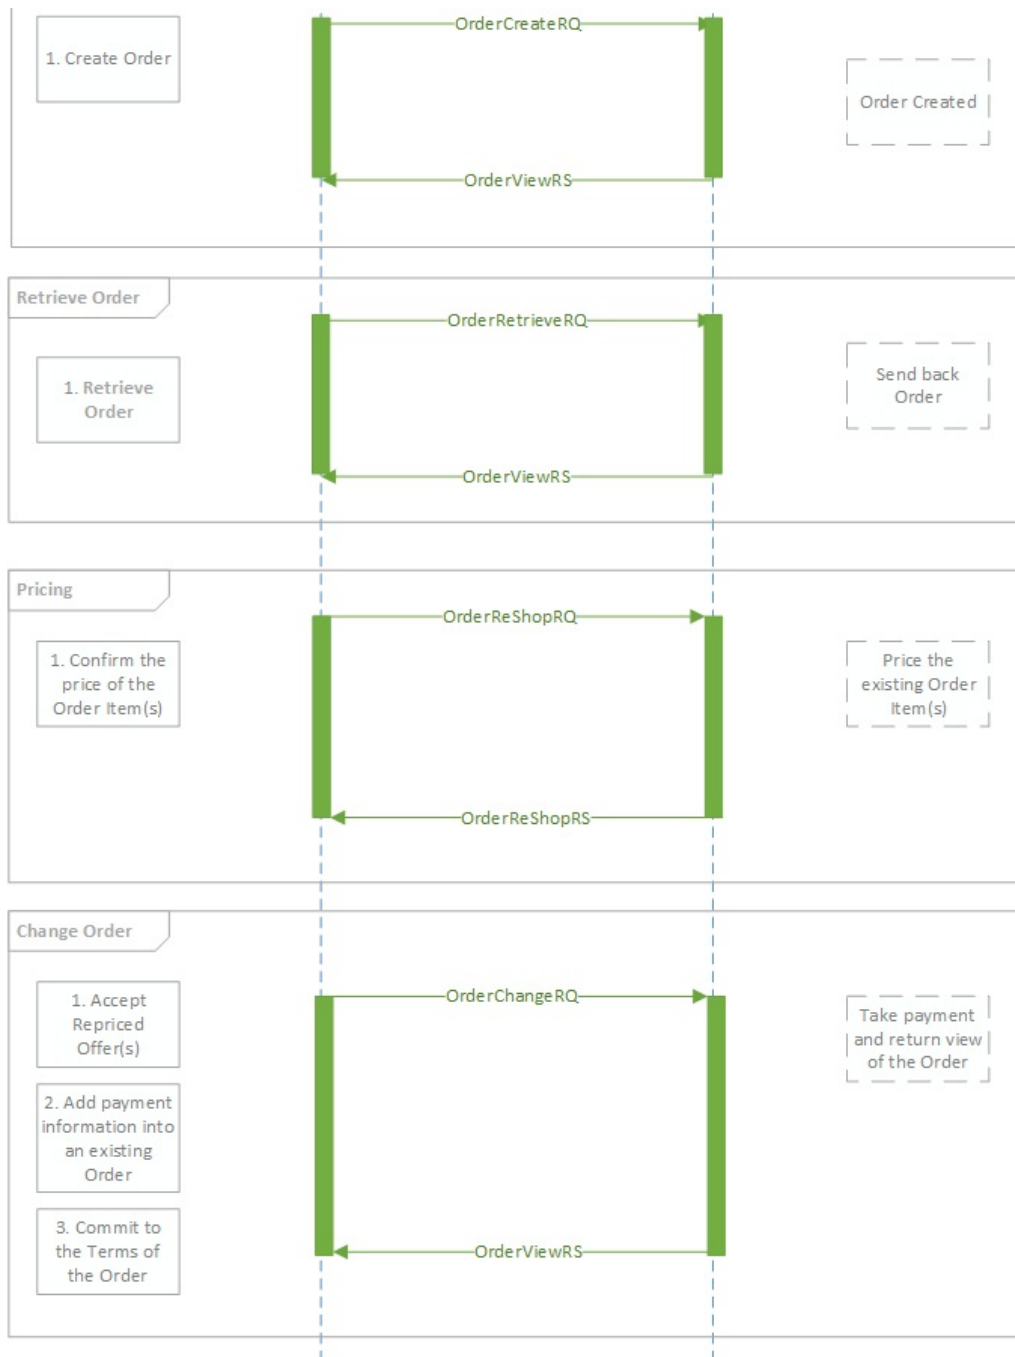 OrderCreateRQ
1. Create Order
Order Created
OrderViewRS
Retrieve Order
OrderRetrieveRQ
1. Retrieve
Order
Send back
Order
OrderViewRS
Pricing
OrderReShopRQ
1. Confirm the
price of the
Order Item(s)
Price the
existing Order
Item(s)
OrderReShopRS
Change Order
OrderChangeRQ
1. Accept
Repriced
Offer(s)
Take payment
and return view
of the Order
2. Add payment
information into
an existing
Order
3. Commit to
the Terms of
the Order
OrderViewRS